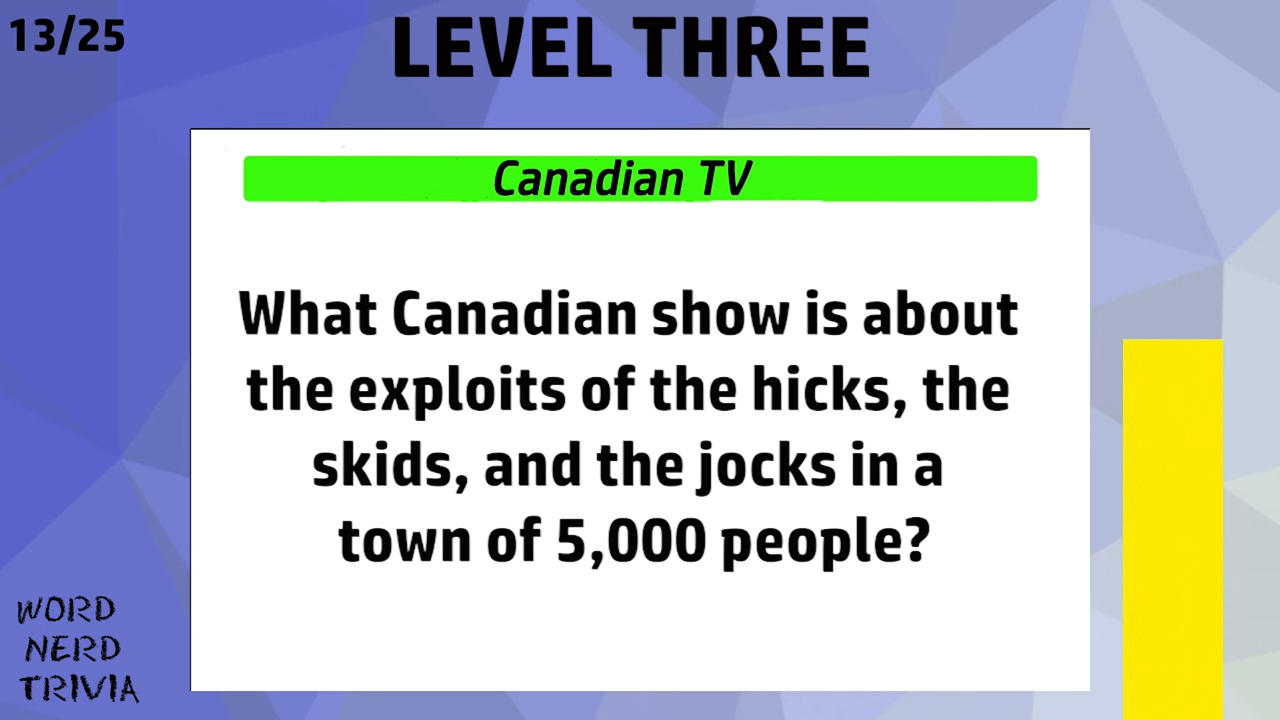 13/25
LEVEL THREE
Canadian TV
What Canadian show is about
the exploits of the hicks, the
skids, and the jocks in a
town of 5,000 people?
WORD
NERD
TRIVIA